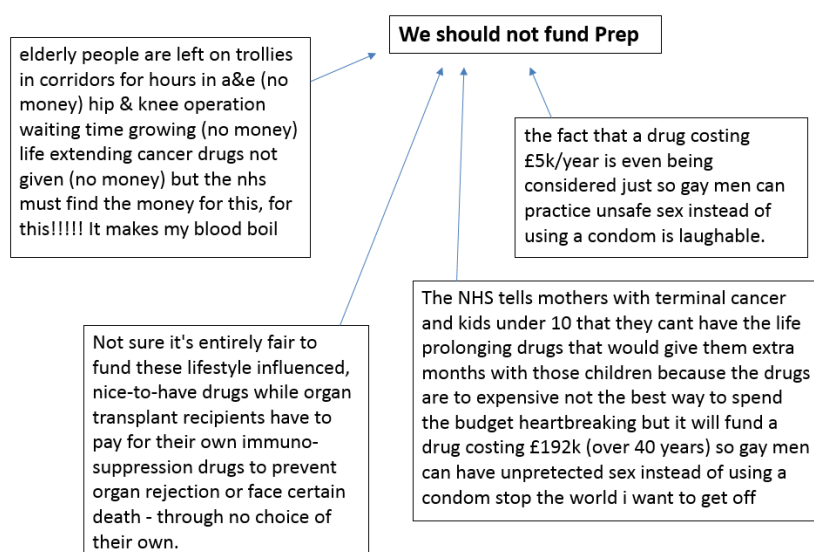 We should not fund Prep
elderly people are left on trollies
in corridors for hours in a&e (no
money) hip & knee operation
waiting time growing (no money)
life extending cancer drugs not
given (no money) but the nhs
must find the money for this, for
this!!!!! It makes my blood boil
the fact that a drug costing
£5k/year is even being
considered just so gay men can
practice unsafe sex instead of
using a condom is laughable.
Not sure it's entirely fair to
fund these lifestyle influenced,
nice-to-have drugs while organ
transplant recipients have to
pay for their own immuno-
suppression drugs to prevent
organ rejection or face certain
death - through no choice of
their own.
The NHS tells mothers with terminal cancer
and kids under 10 that they cant have the life
prolonging drugs that would give them extra
months with those children because the drugs
are to expensive not the best way to spend
the budget heartbreaking but it will fund a
drug costing £192k (over 40 years) so gay men
can have unpretected sex instead of using a
condom stop the world i want to get off